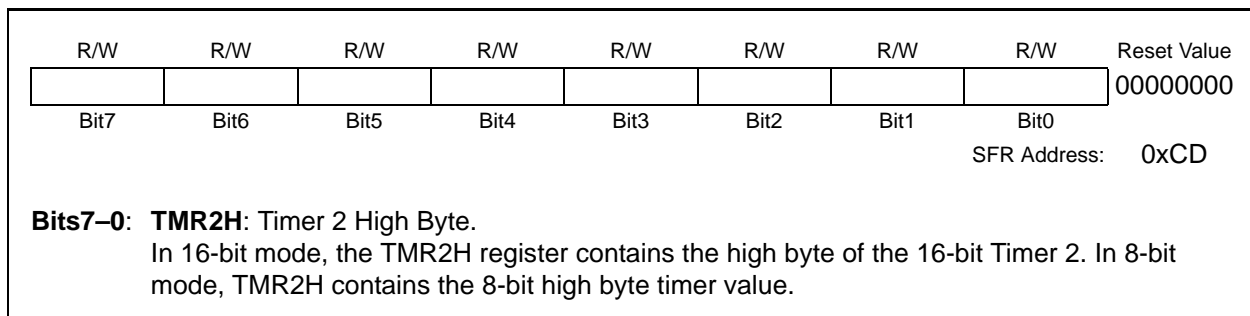 R/W R/W R/W R/W R/W R/W R/W R/W Reset Value
00000000
Bit7 Bit6 Bit5 Bit4 Bit3 Bit2 Bit1 Bit0
SFR Address: 0xCD
Bits7–0: TMR2H: Timer 2 High Byte.
In 16-bit mode, the TMR2H register contains the high byte of the 16-bit Timer 2. In 8-bit
mode, TMR2H contains the 8-bit high byte timer value.